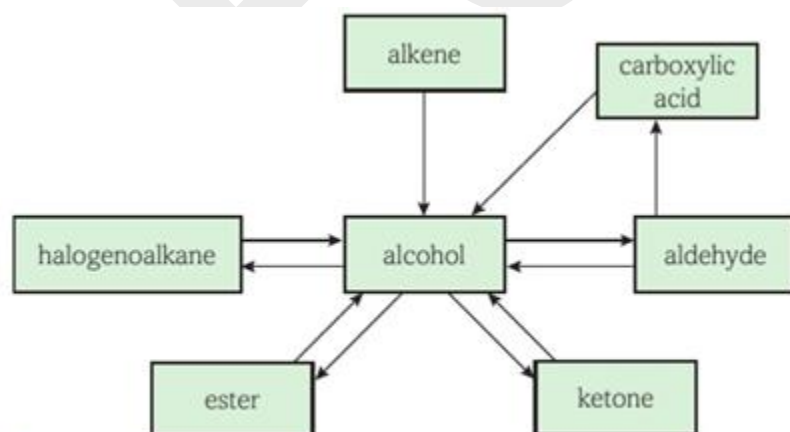 alkene
carboxylic
acid
halogenoalkane
alcohol
aldehyde
ester
ketone